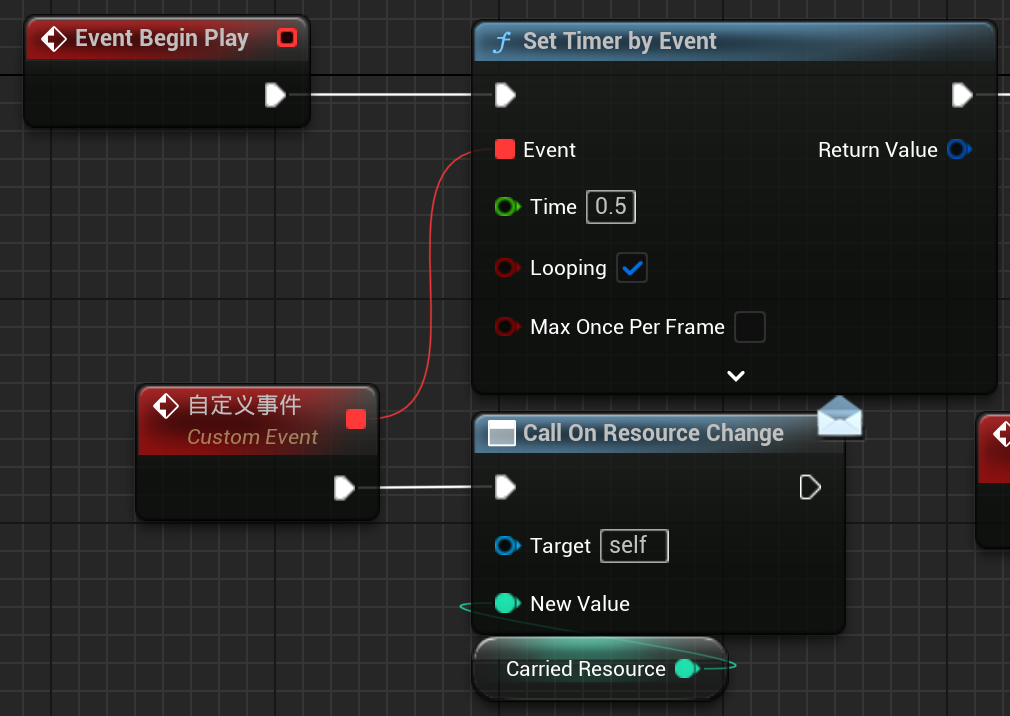 Event Begin Play
Set Timer by Event
Event
Return Value
Time 0.5
Looping
Max Once Per Frame
自定义事件
Custom Event
Call On Resource Change
Target self
New Value
Carried Resource